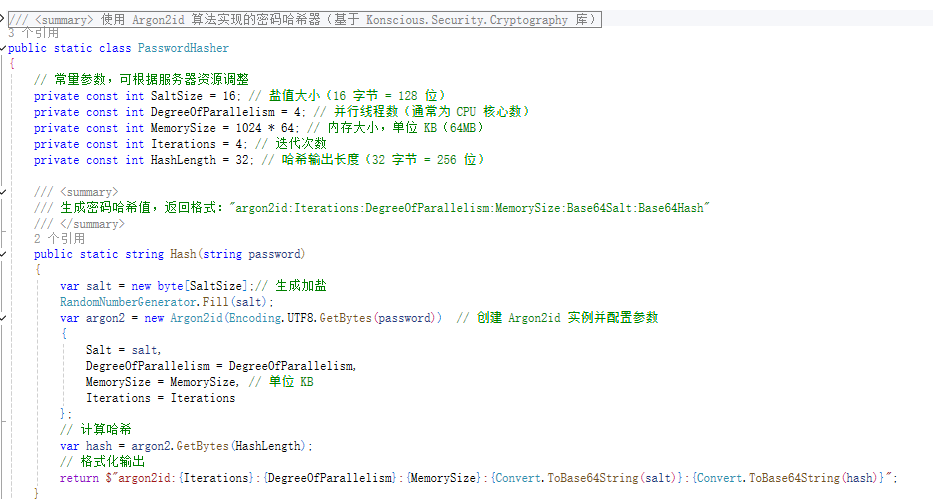 /// <summary> 使用 Argon2id 算法实现的密码哈希器（基于 Konscious.Security.Cryptography 库）
3 个引用
public static class PasswordHasher
{
// 常量参数，可根据服务器资源调整
private const int SaltSize = 16; // 盐值大小（16 字节 = 128 位）
private const int DegreeOfParallelism = 4; // 并行线程数（通常为 CPU 核心数）
private const int MemorySize = 1024 * 64; // 内存大小，单位 KB（64MB）
private const int Iterations = 4; // 迭代次数
private const int HashLength = 32; // 哈希输出长度（32 字节 = 256 位）
/// <summary>
/// 生成密码哈希值，返回格式："argon2id:Iterations:DegreeOfParallelism:MemorySize:Base64Salt:Base64Hash"
/// </summary>
2 个引用
public static string Hash(string password)
{
var salt = new byte[SaltSize];// 生成加盐
RandomNumberGenerator.Fill(salt);
var argon2 = new Argon2id(Encoding.UTF8.GetBytes(password)) // 创建 Argon2id 实例并配置参数
{
Salt = salt,
DegreeOfParallelism = DegreeOfParallelism,
MemorySize = MemorySize, // 单位 KB
Iterations = Iterations
};
// 计算哈希
var hash = argon2.GetBytes(HashLength);
// 格式化输出
return $"argon2id:{Iterations}:{DegreeOfParallelism}:{MemorySize}:{Convert.ToBase64String(salt)}:{Convert.ToBase64String(hash)}";
}